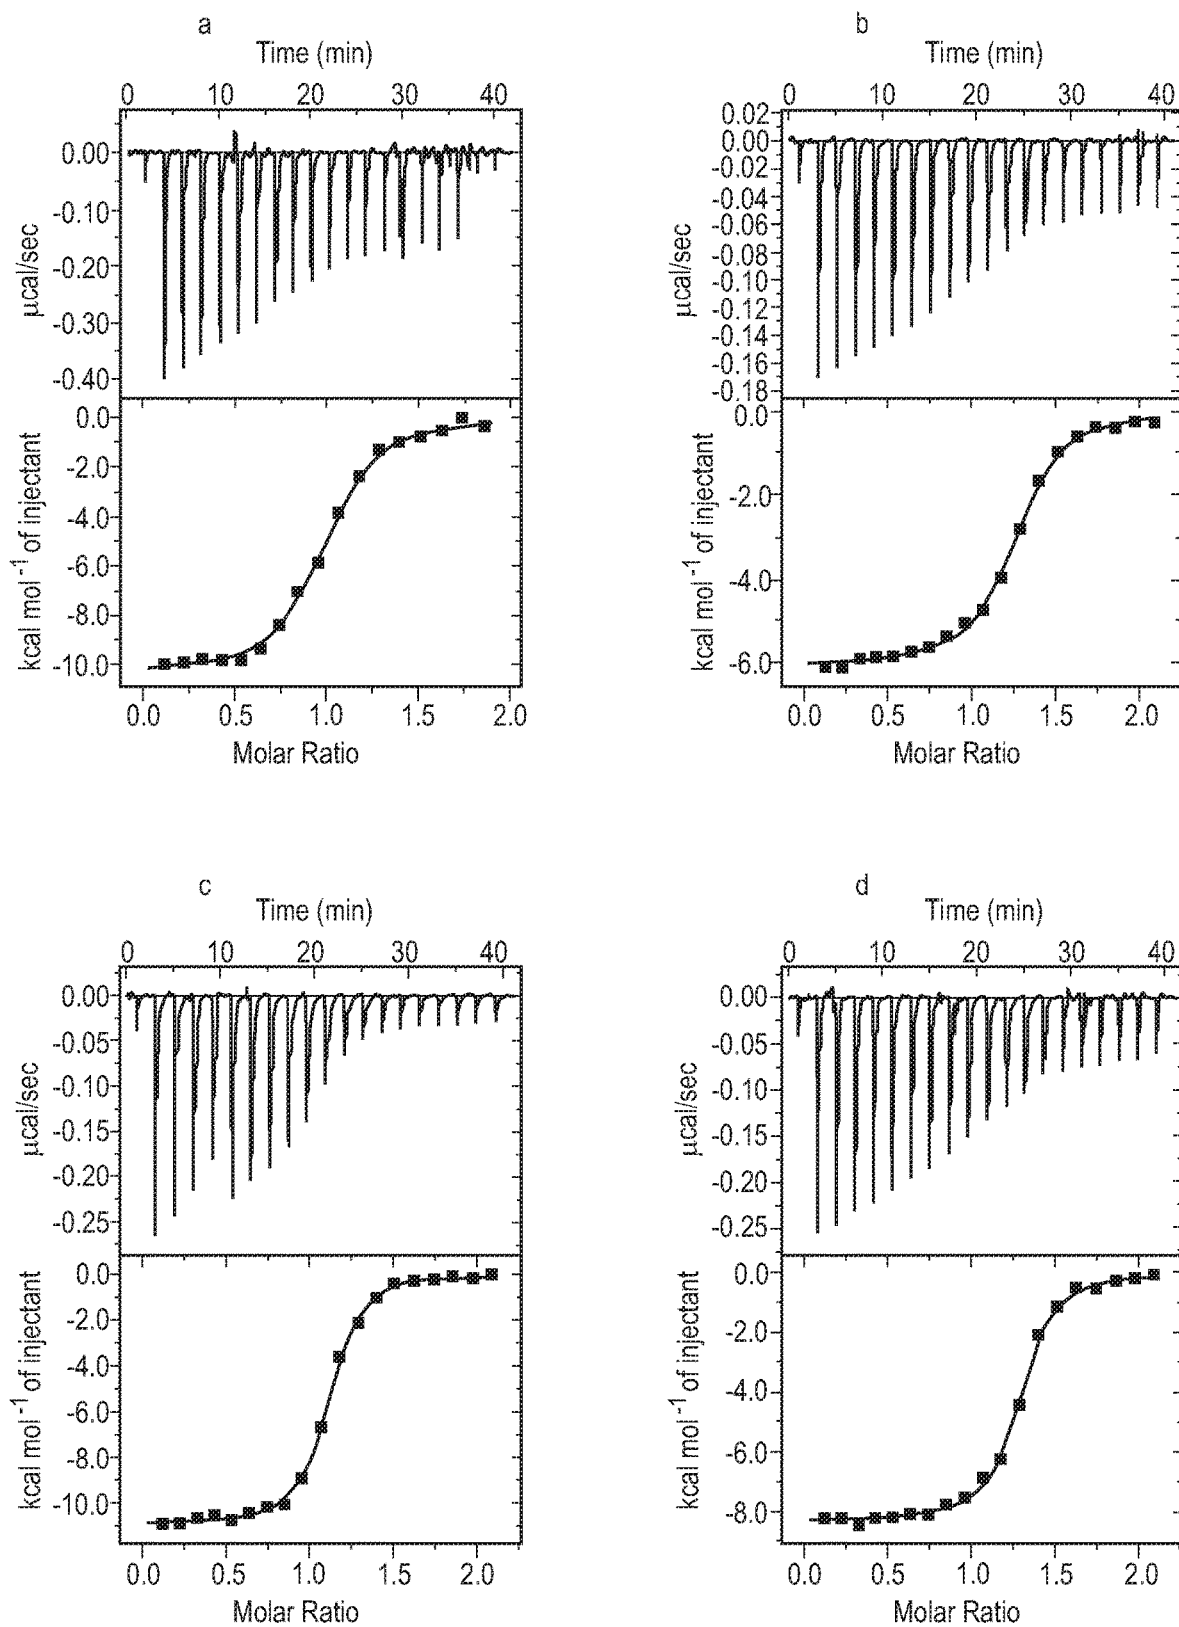 a
Time (min)
0 10 20 30 40
0.00
-0.10
-0.20
-0.30
-0.40
µcal/sec
0.0
-2.0
-4.0
-6.0
-8.0
-10.0
kcal mol⁻¹ of injectant
0.0 0.5 1.0 1.5 2.0
Molar Ratio
b
Time (min)
0 10 20 30 40
0.02
0.00
-0.02
-0.04
-0.06
-0.08
-0.10
-0.12
-0.14
-0.16
-0.18
µcal/sec
0.0
-2.0
-4.0
-6.0
kcal mol⁻¹ of injectant
0.0 0.5 1.0 1.5 2.0
Molar Ratio
c
Time (min)
0 10 20 30 40
0.00
-0.05
-0.10
-0.15
-0.20
-0.25
µcal/sec
0.0
-2.0
-4.0
-6.0
-8.0
-10.0
kcal mol⁻¹ of injectant
0.0 0.5 1.0 1.5 2.0
Molar Ratio
d
Time (min)
0 10 20 30 40
0.00
-0.05
-0.10
-0.15
-0.20
-0.25
µcal/sec
0.0
-2.0
-4.0
-6.0
-8.0
kcal mol⁻¹ of injectant
0.0 0.5 1.0 1.5 2.0
Molar Ratio